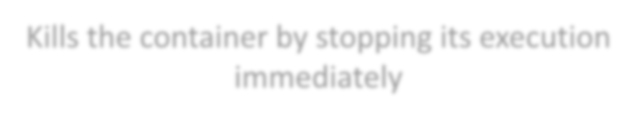 Kills the container by stopping its execution
immediately